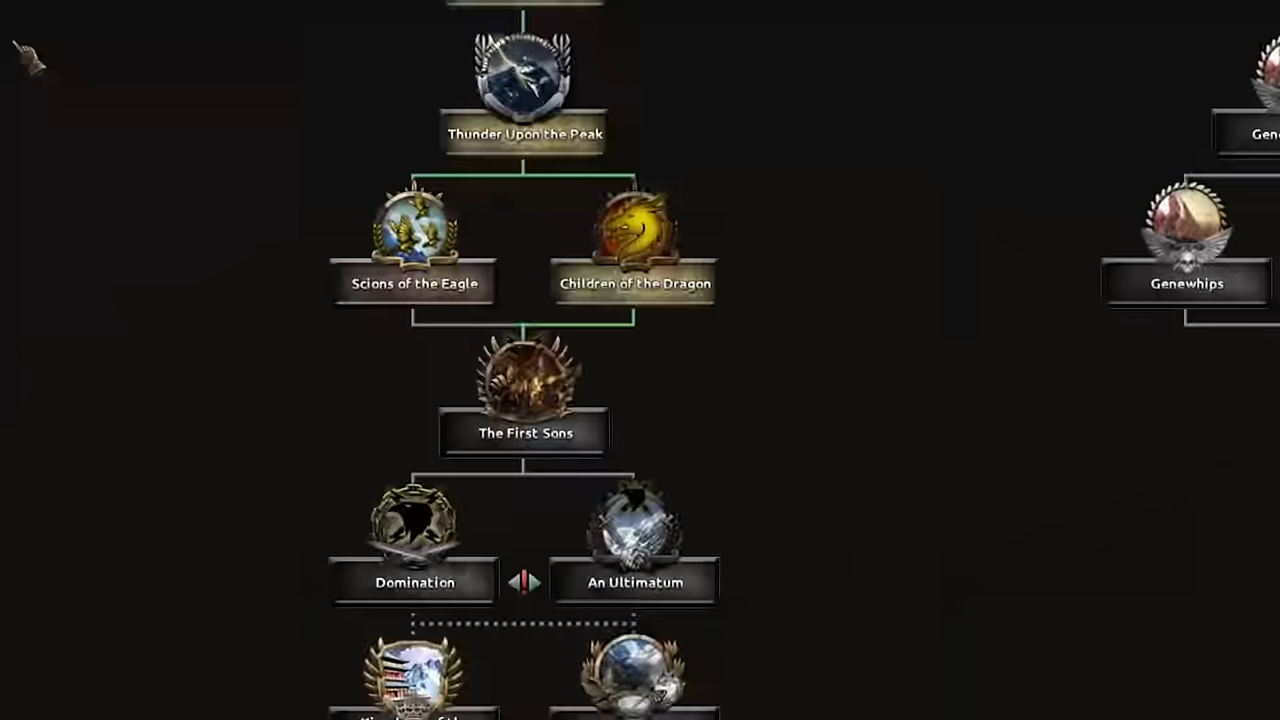 Thunder Upon the Peak
Gen
Scions of the Eagle
Children of the Dragon
Genewhips
The First Sons
Domination
An Ultimatum